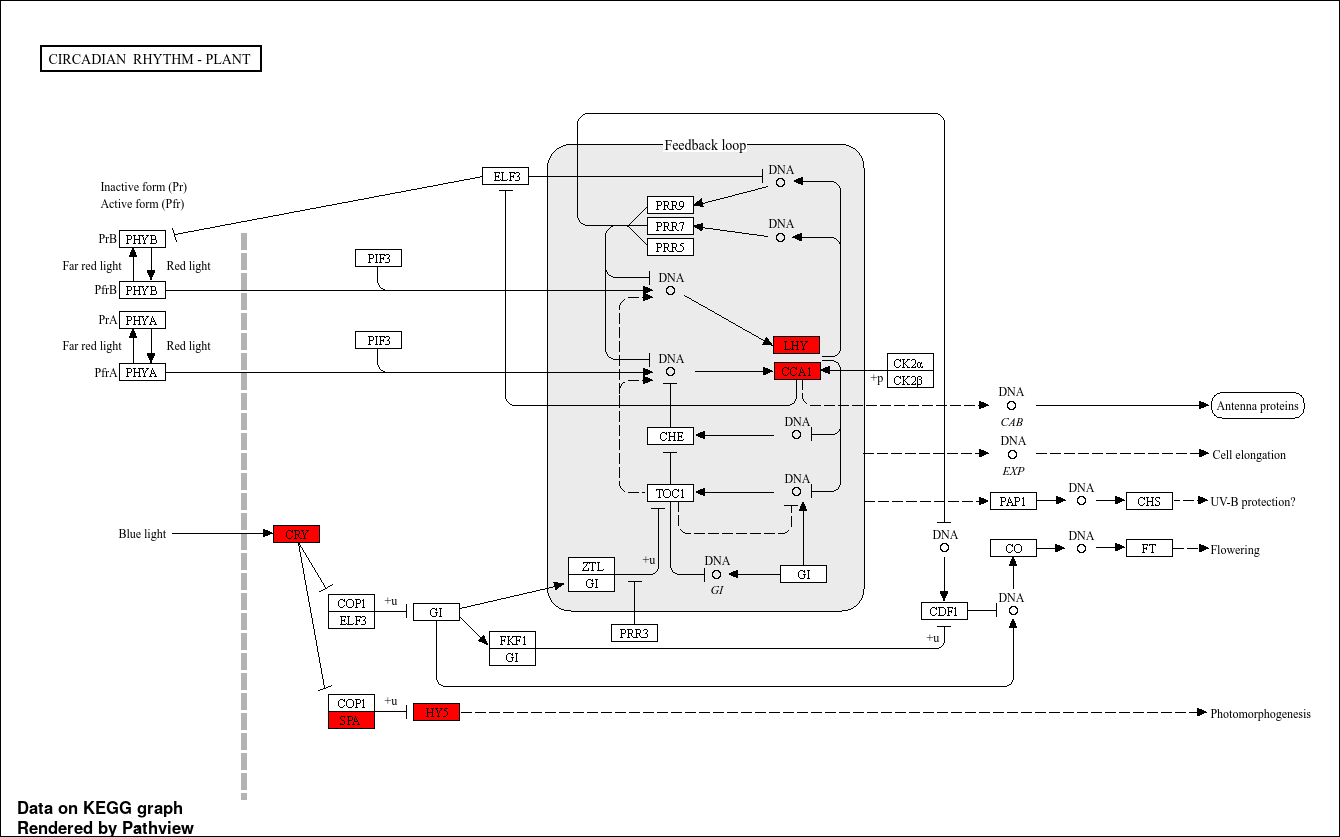 CIRCADIAN RHYTHM - PLANT
Feedback loop
DNA
ELF3
Inactive form (Pr)
Active form (Pfr)
PRR9
PRR7
DNA
PRR5
PrB PHYB
Far red light Red light
PIF3
DNA
PfrB PHYB
PrA PHYA
Far red light Red light
PIF3
LHY
DNA
CK2α
PfrA PHYA
CCA1
+p
CK2β
DNA
CAB
Antenna proteins
DNA
CHE
DNA
EXP
Cell elongation
DNA
TOC1
PAP1
DNA
CHS
UV-B protection?
Blue light
CRY
DNA
CO
DNA
FT
Flowering
+u
ZTL
GI
DNA
GI
GI
COP1
ELF3
+u
GI
CDF1
DNA
PRR3
FKF1
GI
+u
COP1
SPA
+u
HY5
Photomorphogenesis
Data on KEGG graph
Rendered by Pathview